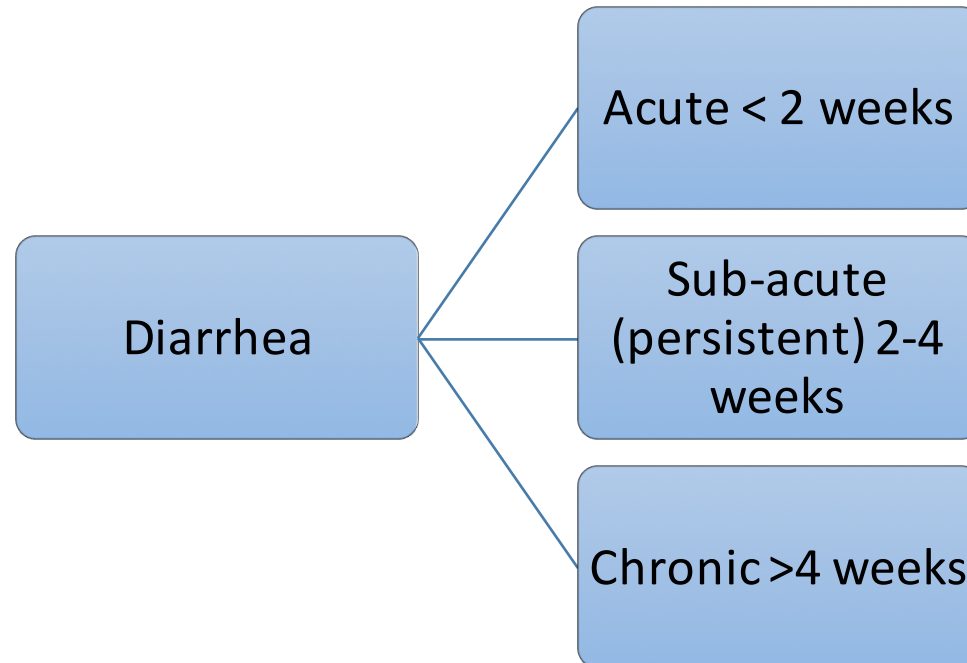 Acute < 2 weeks
Diarrhea
Sub-acute
(persistent) 2-4
weeks
Chronic >4 weeks